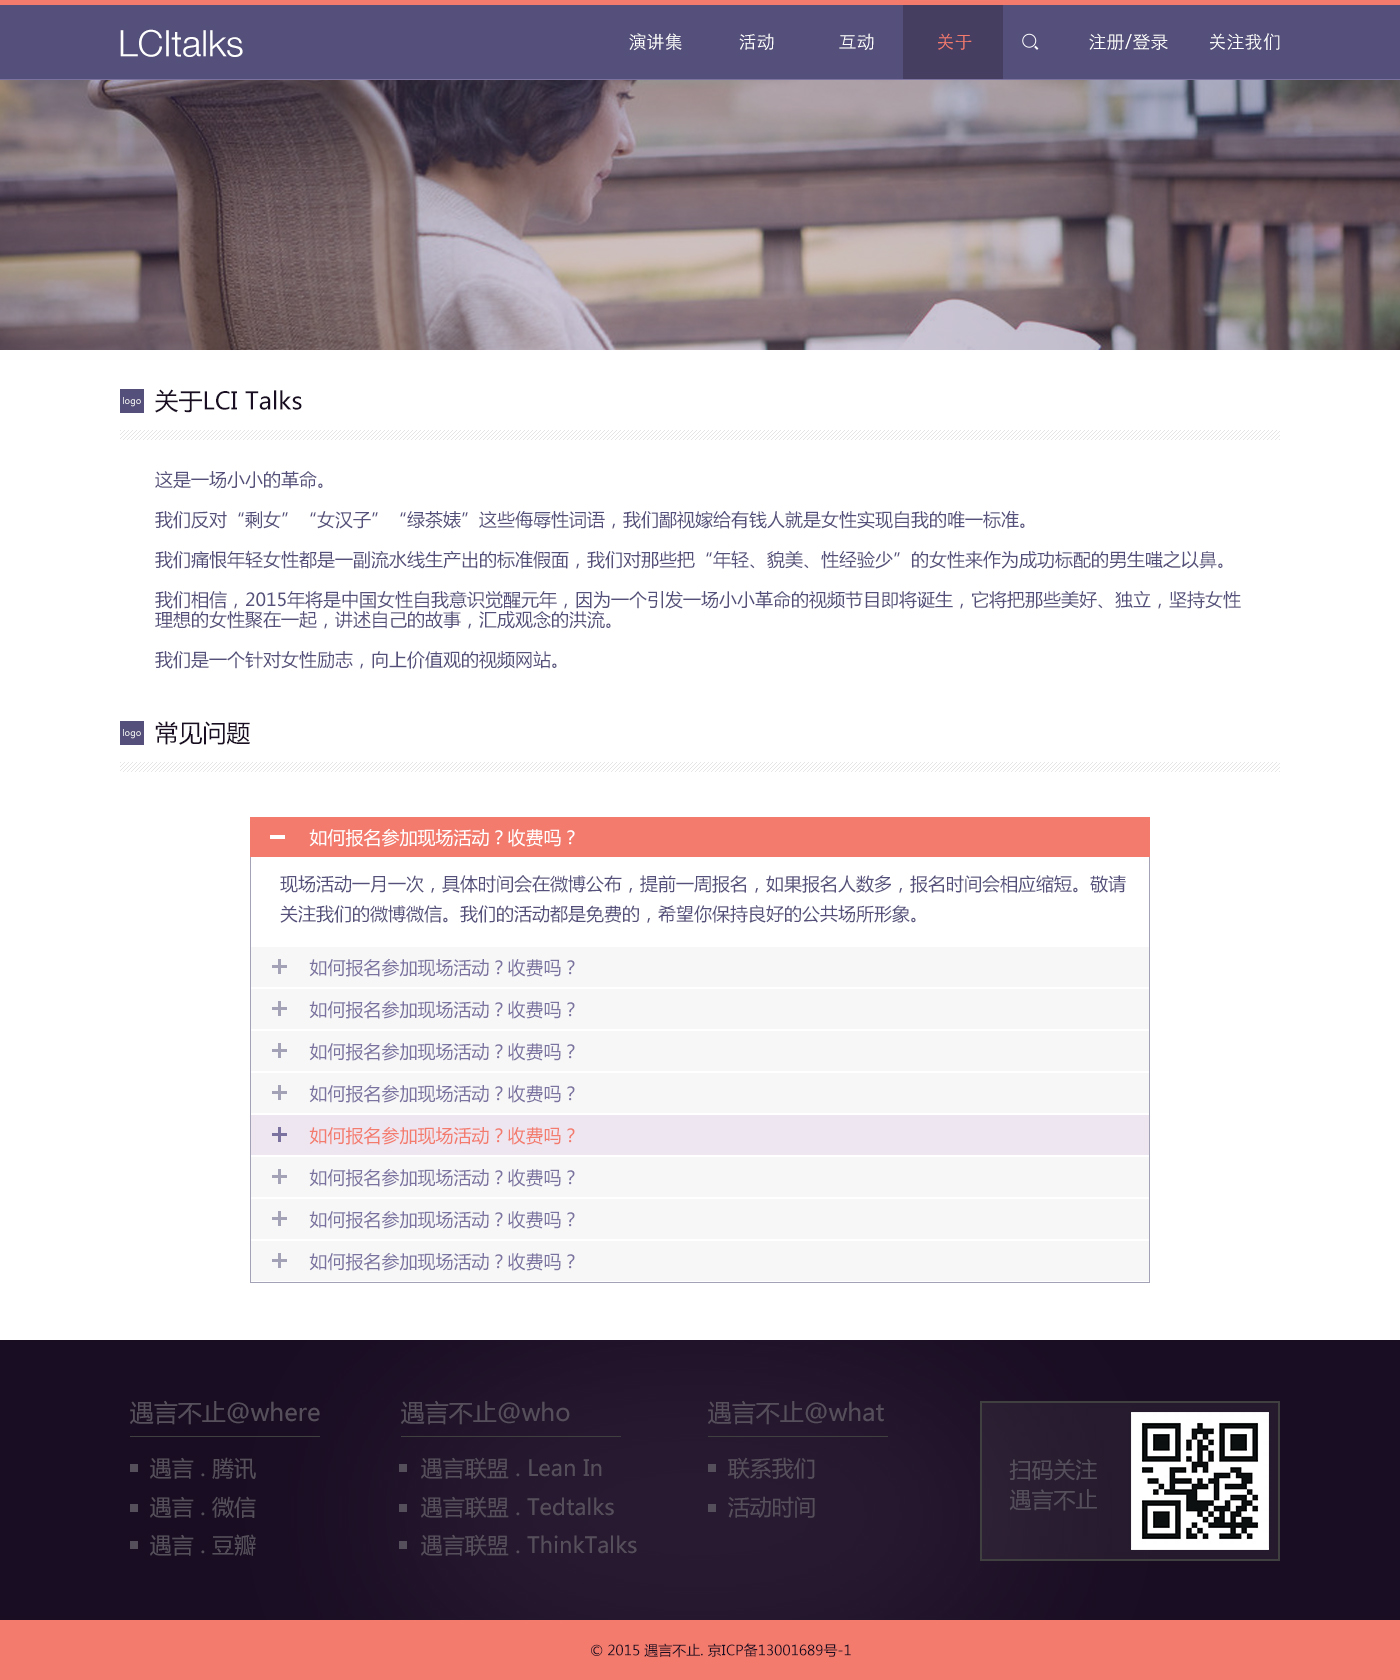 LCItalks
演讲集 活动 互动 关于 注册/登录 关注我们
logo 关于LCI Talks
这是一场小小的革命。
我们反对“剩女”“女汉子”“绿茶婊”这些侮辱性词语，我们鄙视嫁给有钱人就是女性实现自我的唯一标准。
我们痛恨年轻女性都是一副流水线生产出的标准假面，我们对那些把“年轻、貌美、性经验少”的女性来作为成功标配的男生嗤之以鼻。
我们相信，2015年将是中国女性自我意识觉醒元年，因为一个引发一场小小革命的视频节目即将诞生，它将把那些美好、独立，坚持女性
理想的女性聚在一起，讲述自己的故事，汇成观念的洪流。
我们是一个针对女性励志，向上价值观的视频网站。
logo 常见问题
如何报名参加现场活动？收费吗？
现场活动一月一次，具体时间会在微博公布，提前一周报名，如果报名人数多，报名时间会相应缩短。敬请
关注我们的微博微信。我们的活动都是免费的，希望你保持良好的公共场所形象。
如何报名参加现场活动？收费吗？
如何报名参加现场活动？收费吗？
如何报名参加现场活动？收费吗？
如何报名参加现场活动？收费吗？
如何报名参加现场活动？收费吗？
如何报名参加现场活动？收费吗？
如何报名参加现场活动？收费吗？
如何报名参加现场活动？收费吗？
遇言不止@where
遇言 . 腾讯
遇言 . 微信
遇言 . 豆瓣
遇言不止@who
遇言联盟 . Lean In
遇言联盟 . Tedtalks
遇言联盟 . ThinkTalks
遇言不止@what
联系我们
活动时间
扫码关注
遇言不止
© 2015 遇言不止. 京ICP备13001689号-1